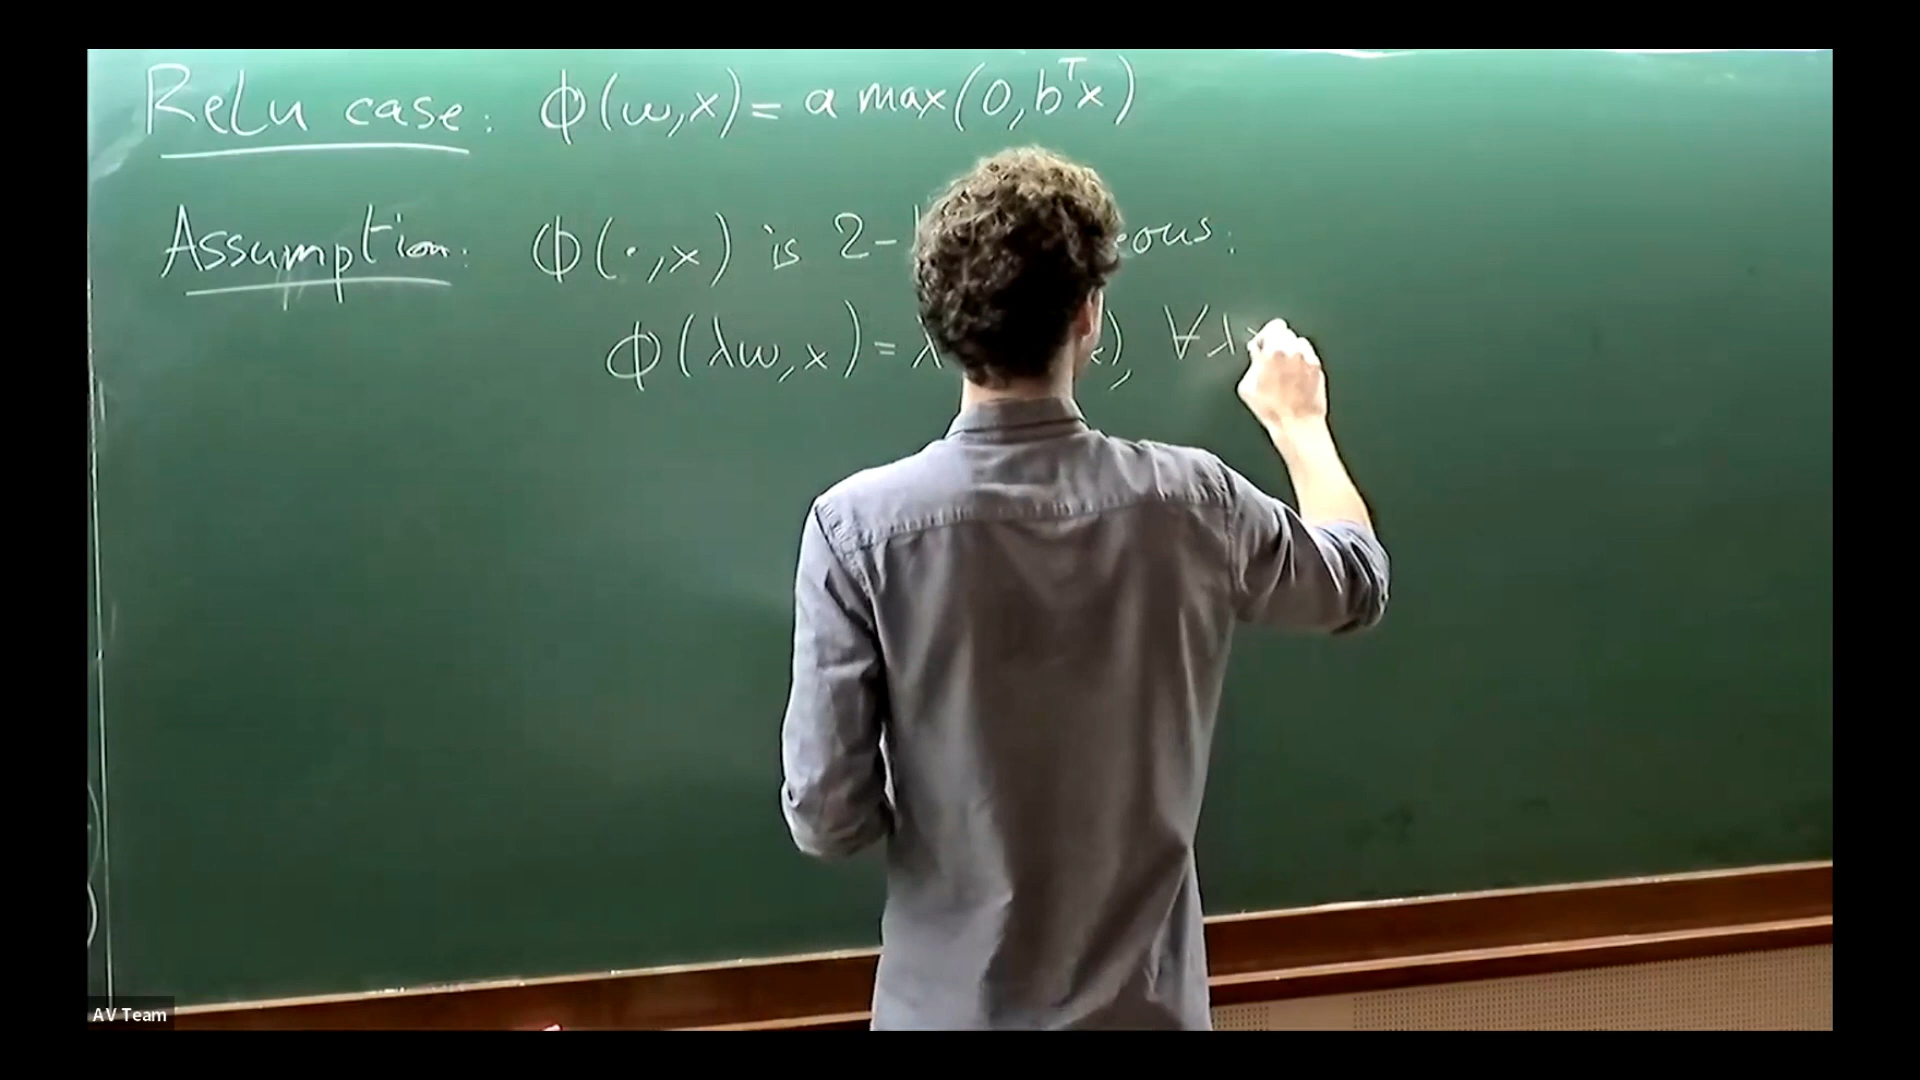 ReLu case: ϕ(w,x) = a max(0, bᵀx)
Assumption: ϕ(·,x) is 2-
ϕ(λw,x) = λ ), ∀λ
AV Team